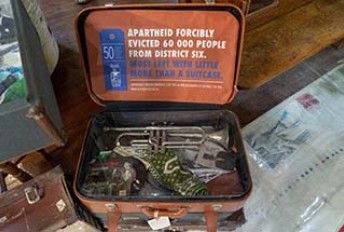 APARTHEID FORCIBLY
EVICTED 60 000 PEOPLE
FROM DISTRICT SIX.
MOST LEFT WITH LITTLE
MORE THAN A SUITCASE.
50